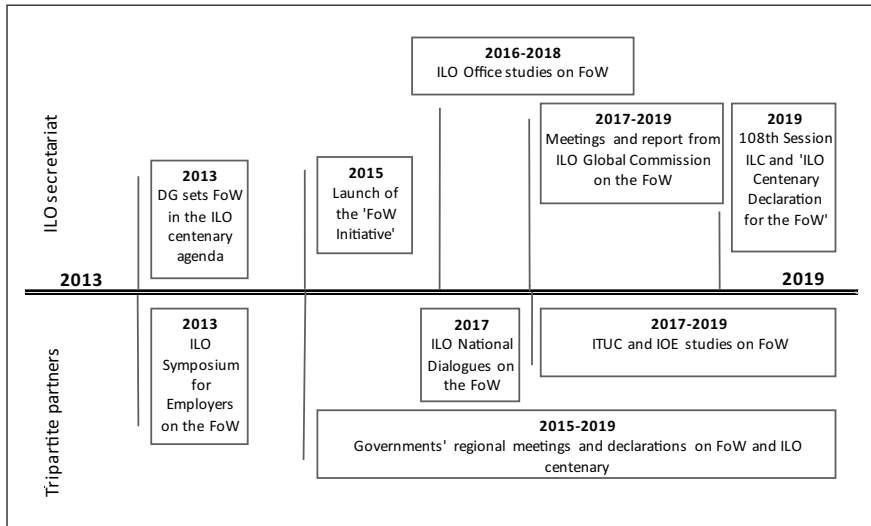 ILO secretariat
2016-2018
ILO Office studies on FoW
2017-2019
Meetings and report from
ILO Global Commission
on the FoW
2019
108th Session
ILC and 'ILO
Centenary
Declaration
for the FoW'
2013
DG sets FoW
in the ILO
centenary
agenda
2015
Launch of
the 'FoW
Initiative'
2013
2019
Tripartite partners
2013
ILO
Symposium
for
Employers
on the FoW
2017
ILO National
Dialogues on
the FoW
2017-2019
ITUC and IOE studies on FoW
2015-2019
Governments' regional meetings and declarations on FoW and ILO
centenary